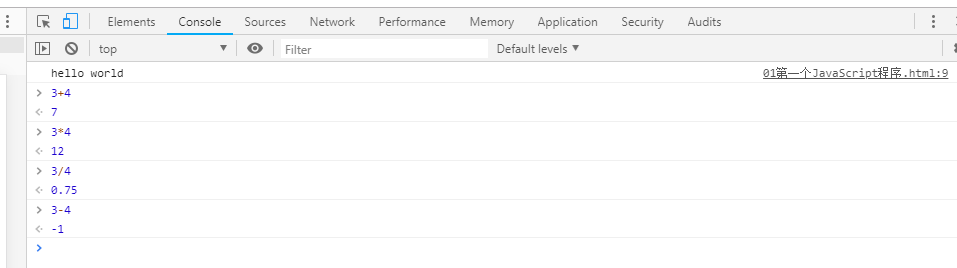 Elements Console Sources Network Performance Memory Application Security Audits
top Filter Default levels
hello world 01第一个JavaScript程序.html:9
3+4
7
3*4
12
3/4
0.75
3-4
-1